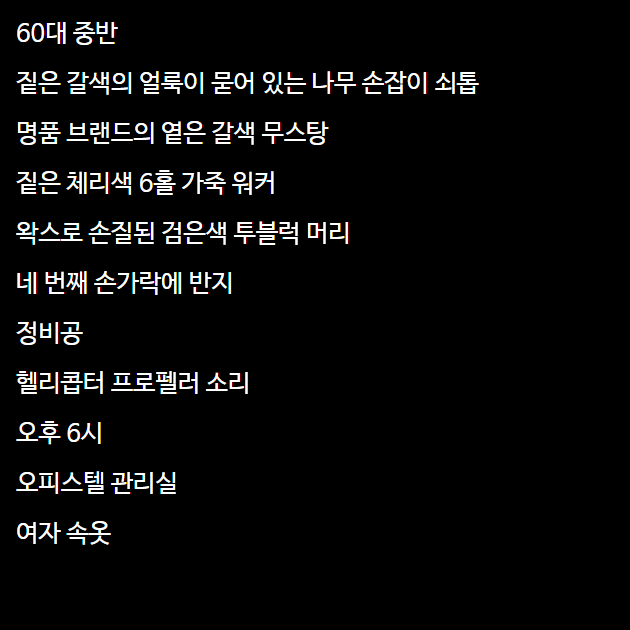 60대 중반
짙은 갈색의 얼룩이 묻어 있는 나무 손잡이 쇠톱
명품 브랜드의 옅은 갈색 무스탕
짙은 체리색 6홀 가죽 워커
왁스로 손질된 검은색 투블럭 머리
네 번째 손가락에 반지
정비공
헬리콥터 프로펠러 소리
오후 6시
오피스텔 관리실
여자 속옷